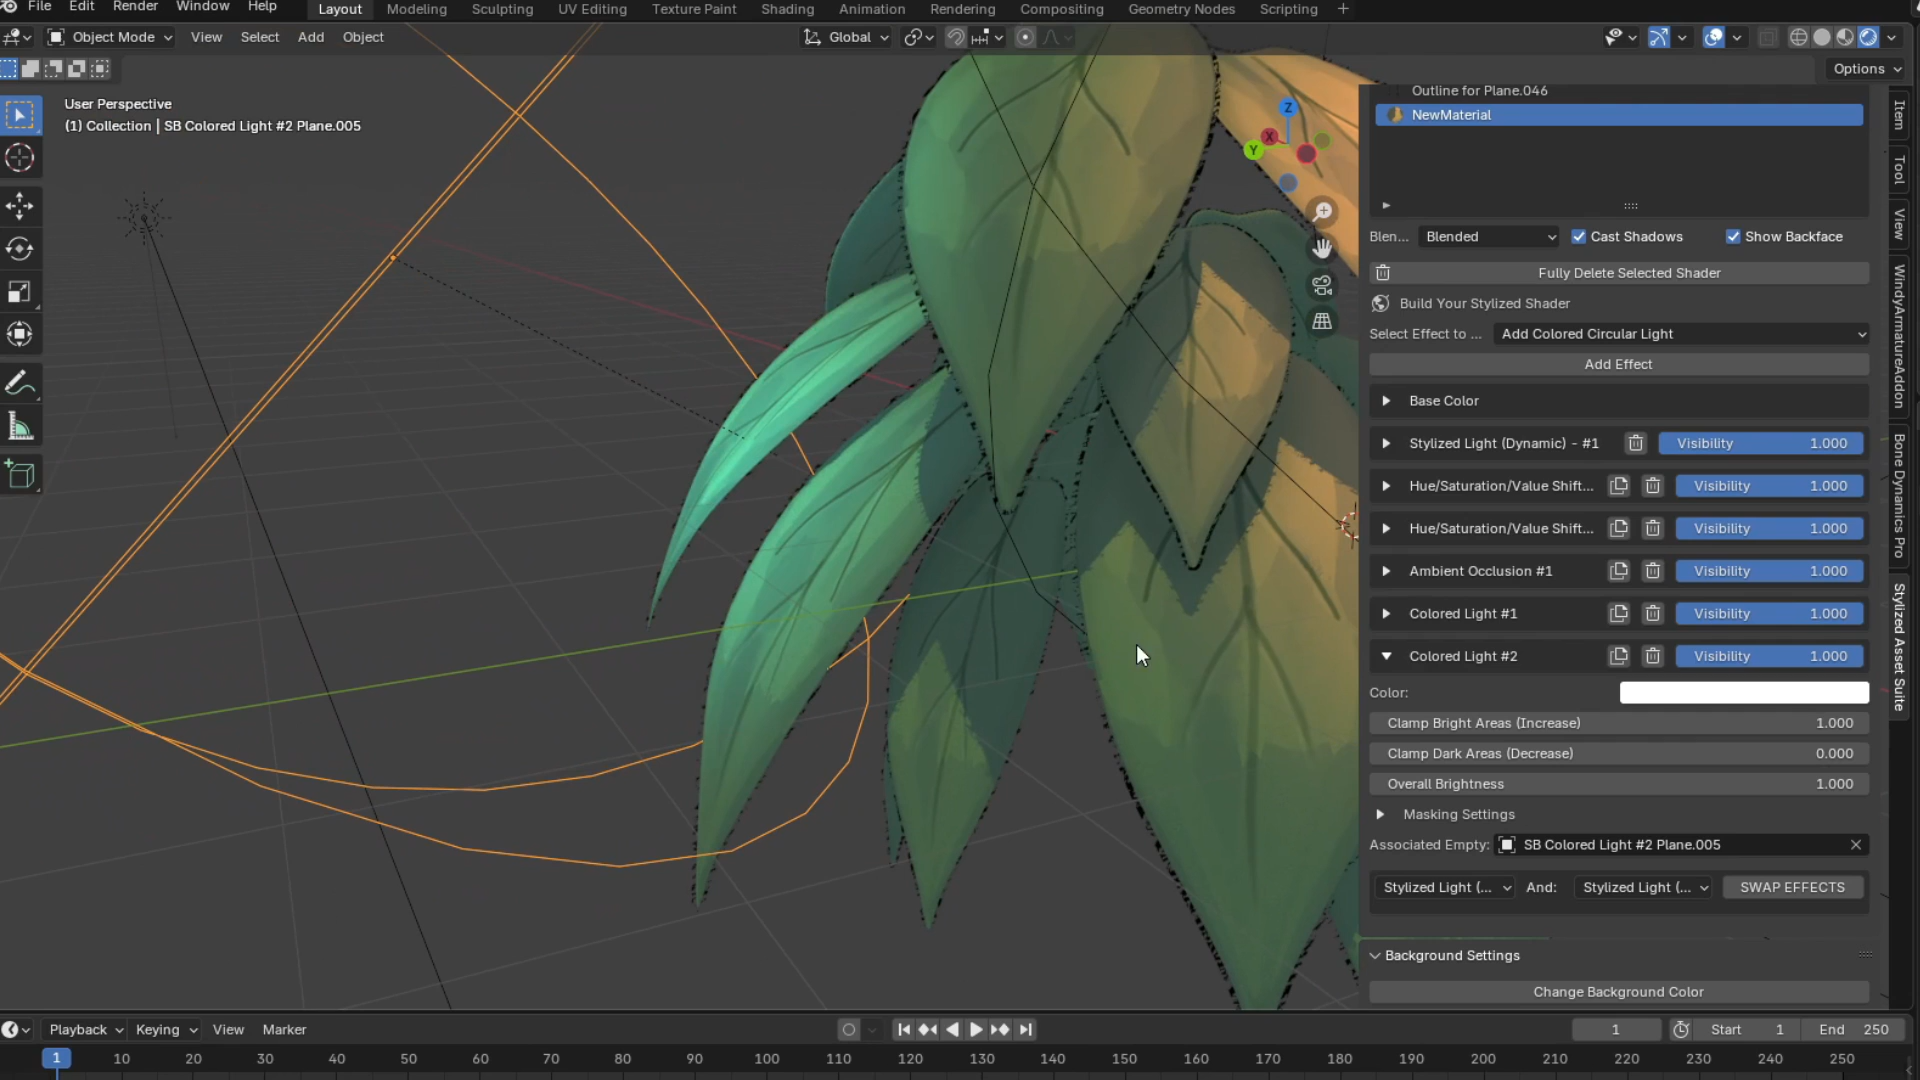 File Edit Render Window Help Layout Modeling Sculpting UV Editing Texture Paint Shading Animation Rendering Compositing Geometry Nodes Scripting +
Object Mode View Select Add Object Global
Options
User Perspective
(1) Collection | SB Colored Light #2 Plane.005
Z
X
Y
Outline for Plane.046
NewMaterial
Blen... Blended Cast Shadows Show Backface
Fully Delete Selected Shader
Build Your Stylized Shader
Select Effect to ... Add Colored Circular Light
Add Effect
Base Color
Stylized Light (Dynamic) - #1 Visibility 1.000
Hue/Saturation/Value Shift... Visibility 1.000
Hue/Saturation/Value Shift... Visibility 1.000
Ambient Occlusion #1 Visibility 1.000
Colored Light #1 Visibility 1.000
Colored Light #2 Visibility 1.000
Color:
Clamp Bright Areas (Increase) 1.000
Clamp Dark Areas (Decrease) 0.000
Overall Brightness 1.000
Masking Settings
Associated Empty: SB Colored Light #2 Plane.005
Stylized Light (... And: Stylized Light (... SWAP EFFECTS
Background Settings
Change Background Color
Item
Tool
View
WindyArmatureAddon
Bone Dynamics Pro
Stylized Asset Suite
Playback Keying View Marker 1 Start 1 End 250
1 10 20 30 40 50 60 70 80 90 100 110 120 130 140 150 160 170 180 190 200 210 220 230 240 250